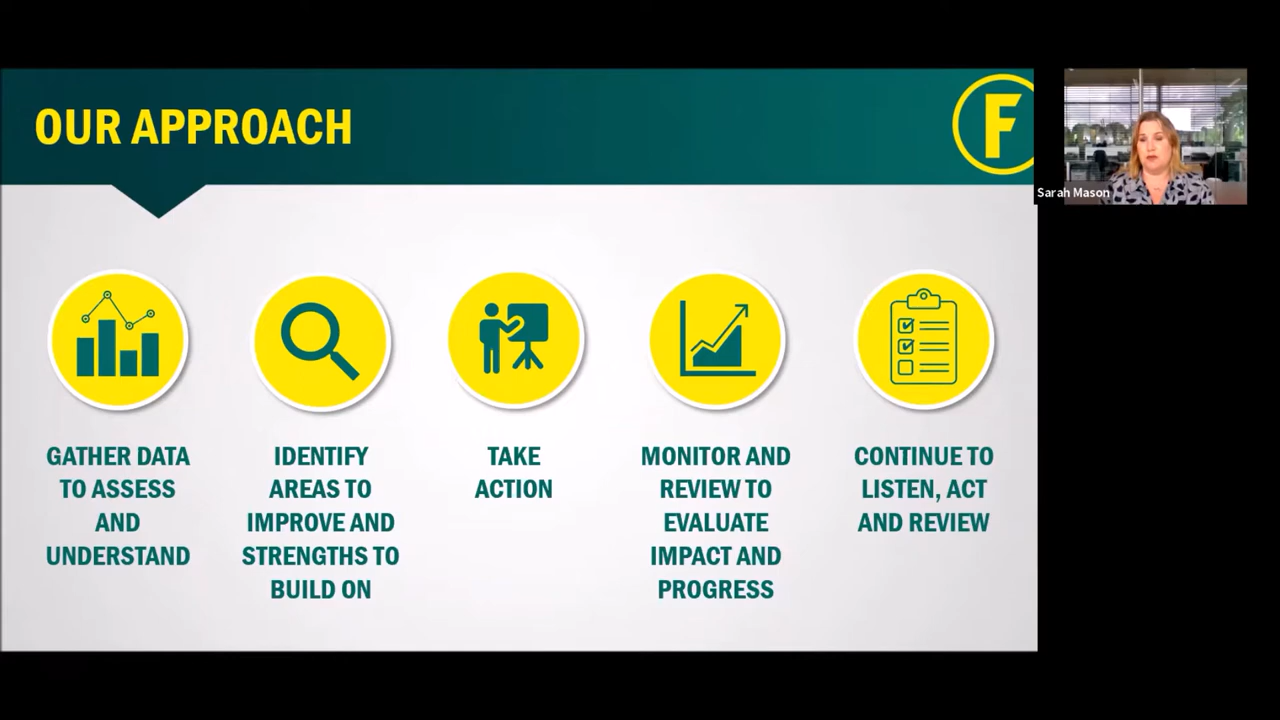 OUR APPROACH
F
Sarah Mason
GATHER DATA
TO ASSESS
AND
UNDERSTAND
IDENTIFY
AREAS TO
IMPROVE AND
STRENGTHS TO
BUILD ON
TAKE
ACTION
MONITOR AND
REVIEW TO
EVALUATE
IMPACT AND
PROGRESS
CONTINUE TO
LISTEN, ACT
AND REVIEW